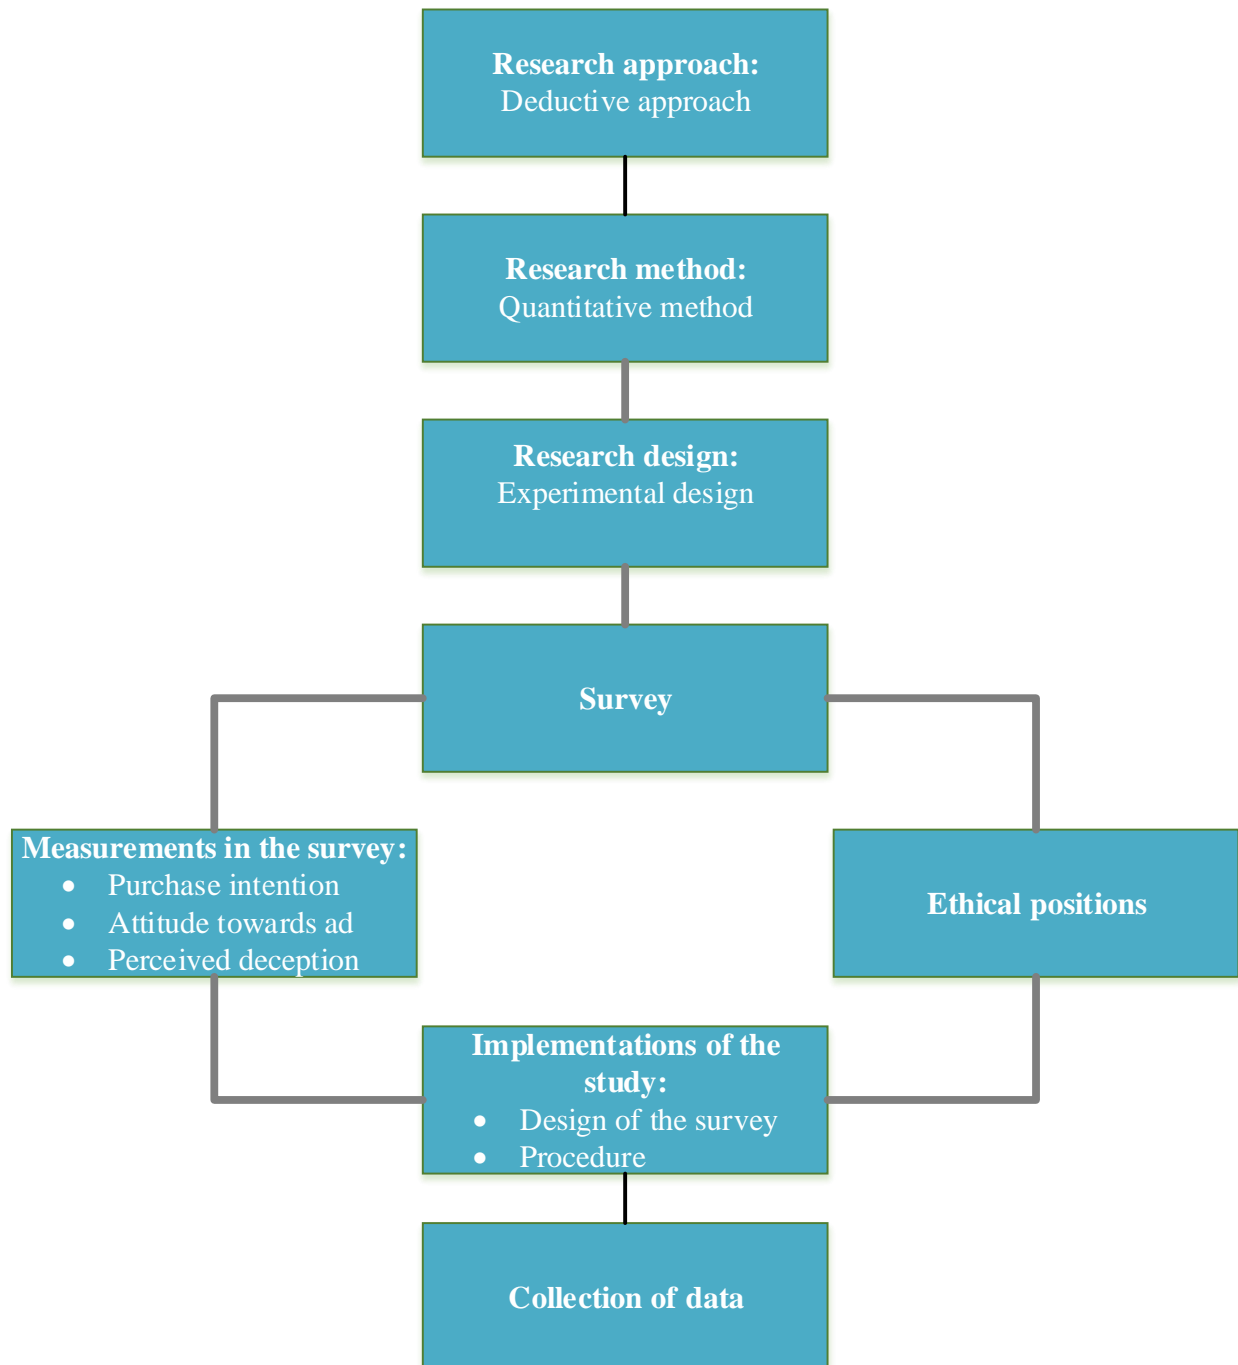 Research approach:
Deductive approach
Research method:
Quantitative method
Research design:
Experimental design
Survey
Measurements in the survey:
• Purchase intention
• Attitude towards ad
• Perceived deception
Ethical positions
Implementations of the
study:
• Design of the survey
• Procedure
Collection of data